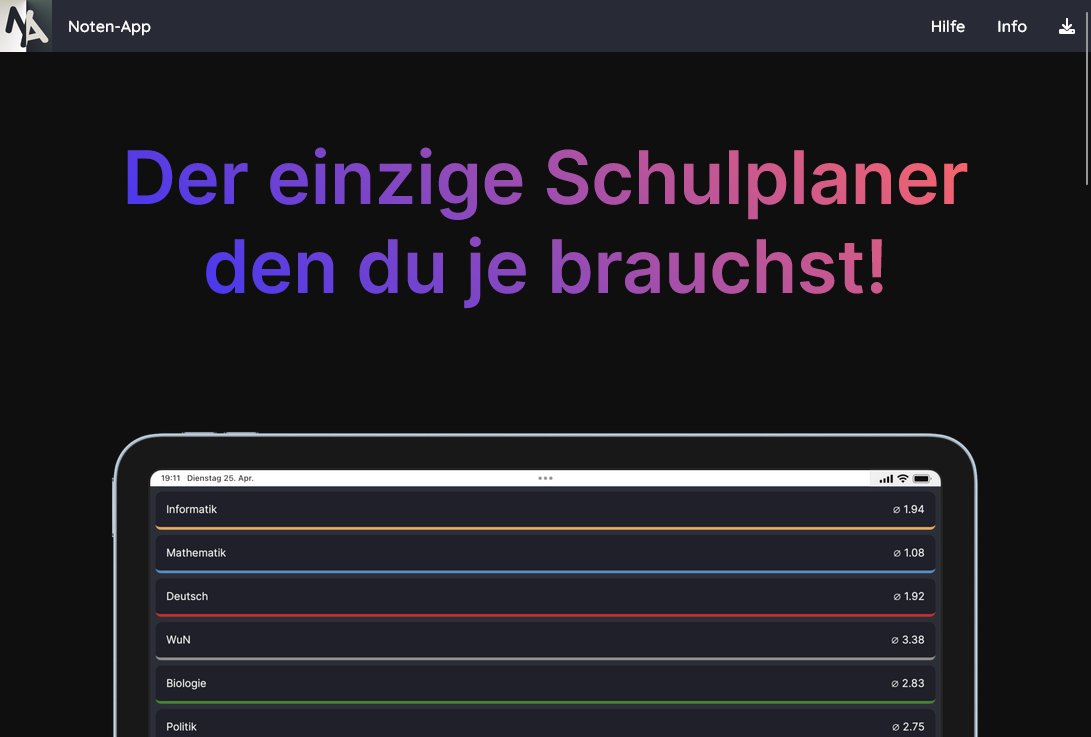 NA
Noten-App
Hilfe
Info
Der einzige Schulplaner
den du je brauchst!
19:11 Dienstag 25. Apr.
Informatik
⌀ 1.94
Mathematik
⌀ 1.08
Deutsch
⌀ 1.92
WuN
⌀ 3.38
Biologie
⌀ 2.83
Politik
⌀ 2.75